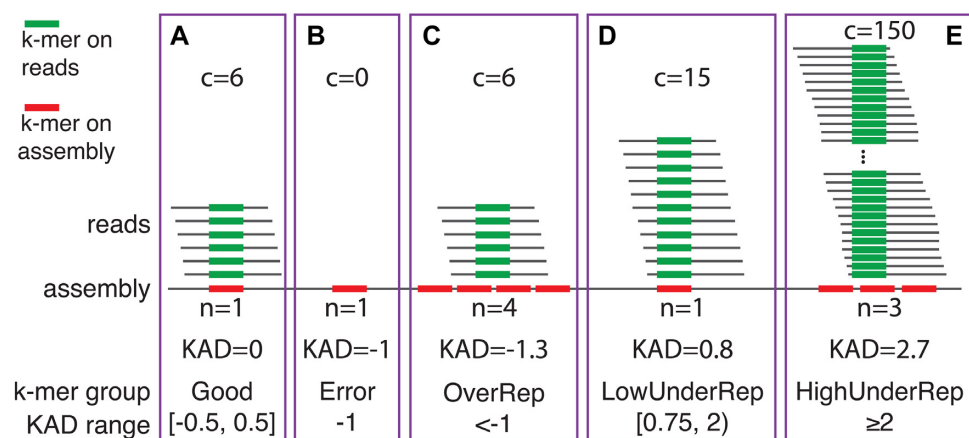 k-mer on
reads
k-mer on
assembly
reads
assembly
A
c=6
n=1
KAD=0
B
c=0
n=1
KAD=-1
C
c=6
n=4
KAD=-1.3
D
c=15
n=1
KAD=0.8
E
c=150
n=3
KAD=2.7
k-mer group Good Error OverRep LowUnderRep HighUnderRep
KAD range [-0.5, 0.5] -1 <-1 [0.75, 2) ≥2